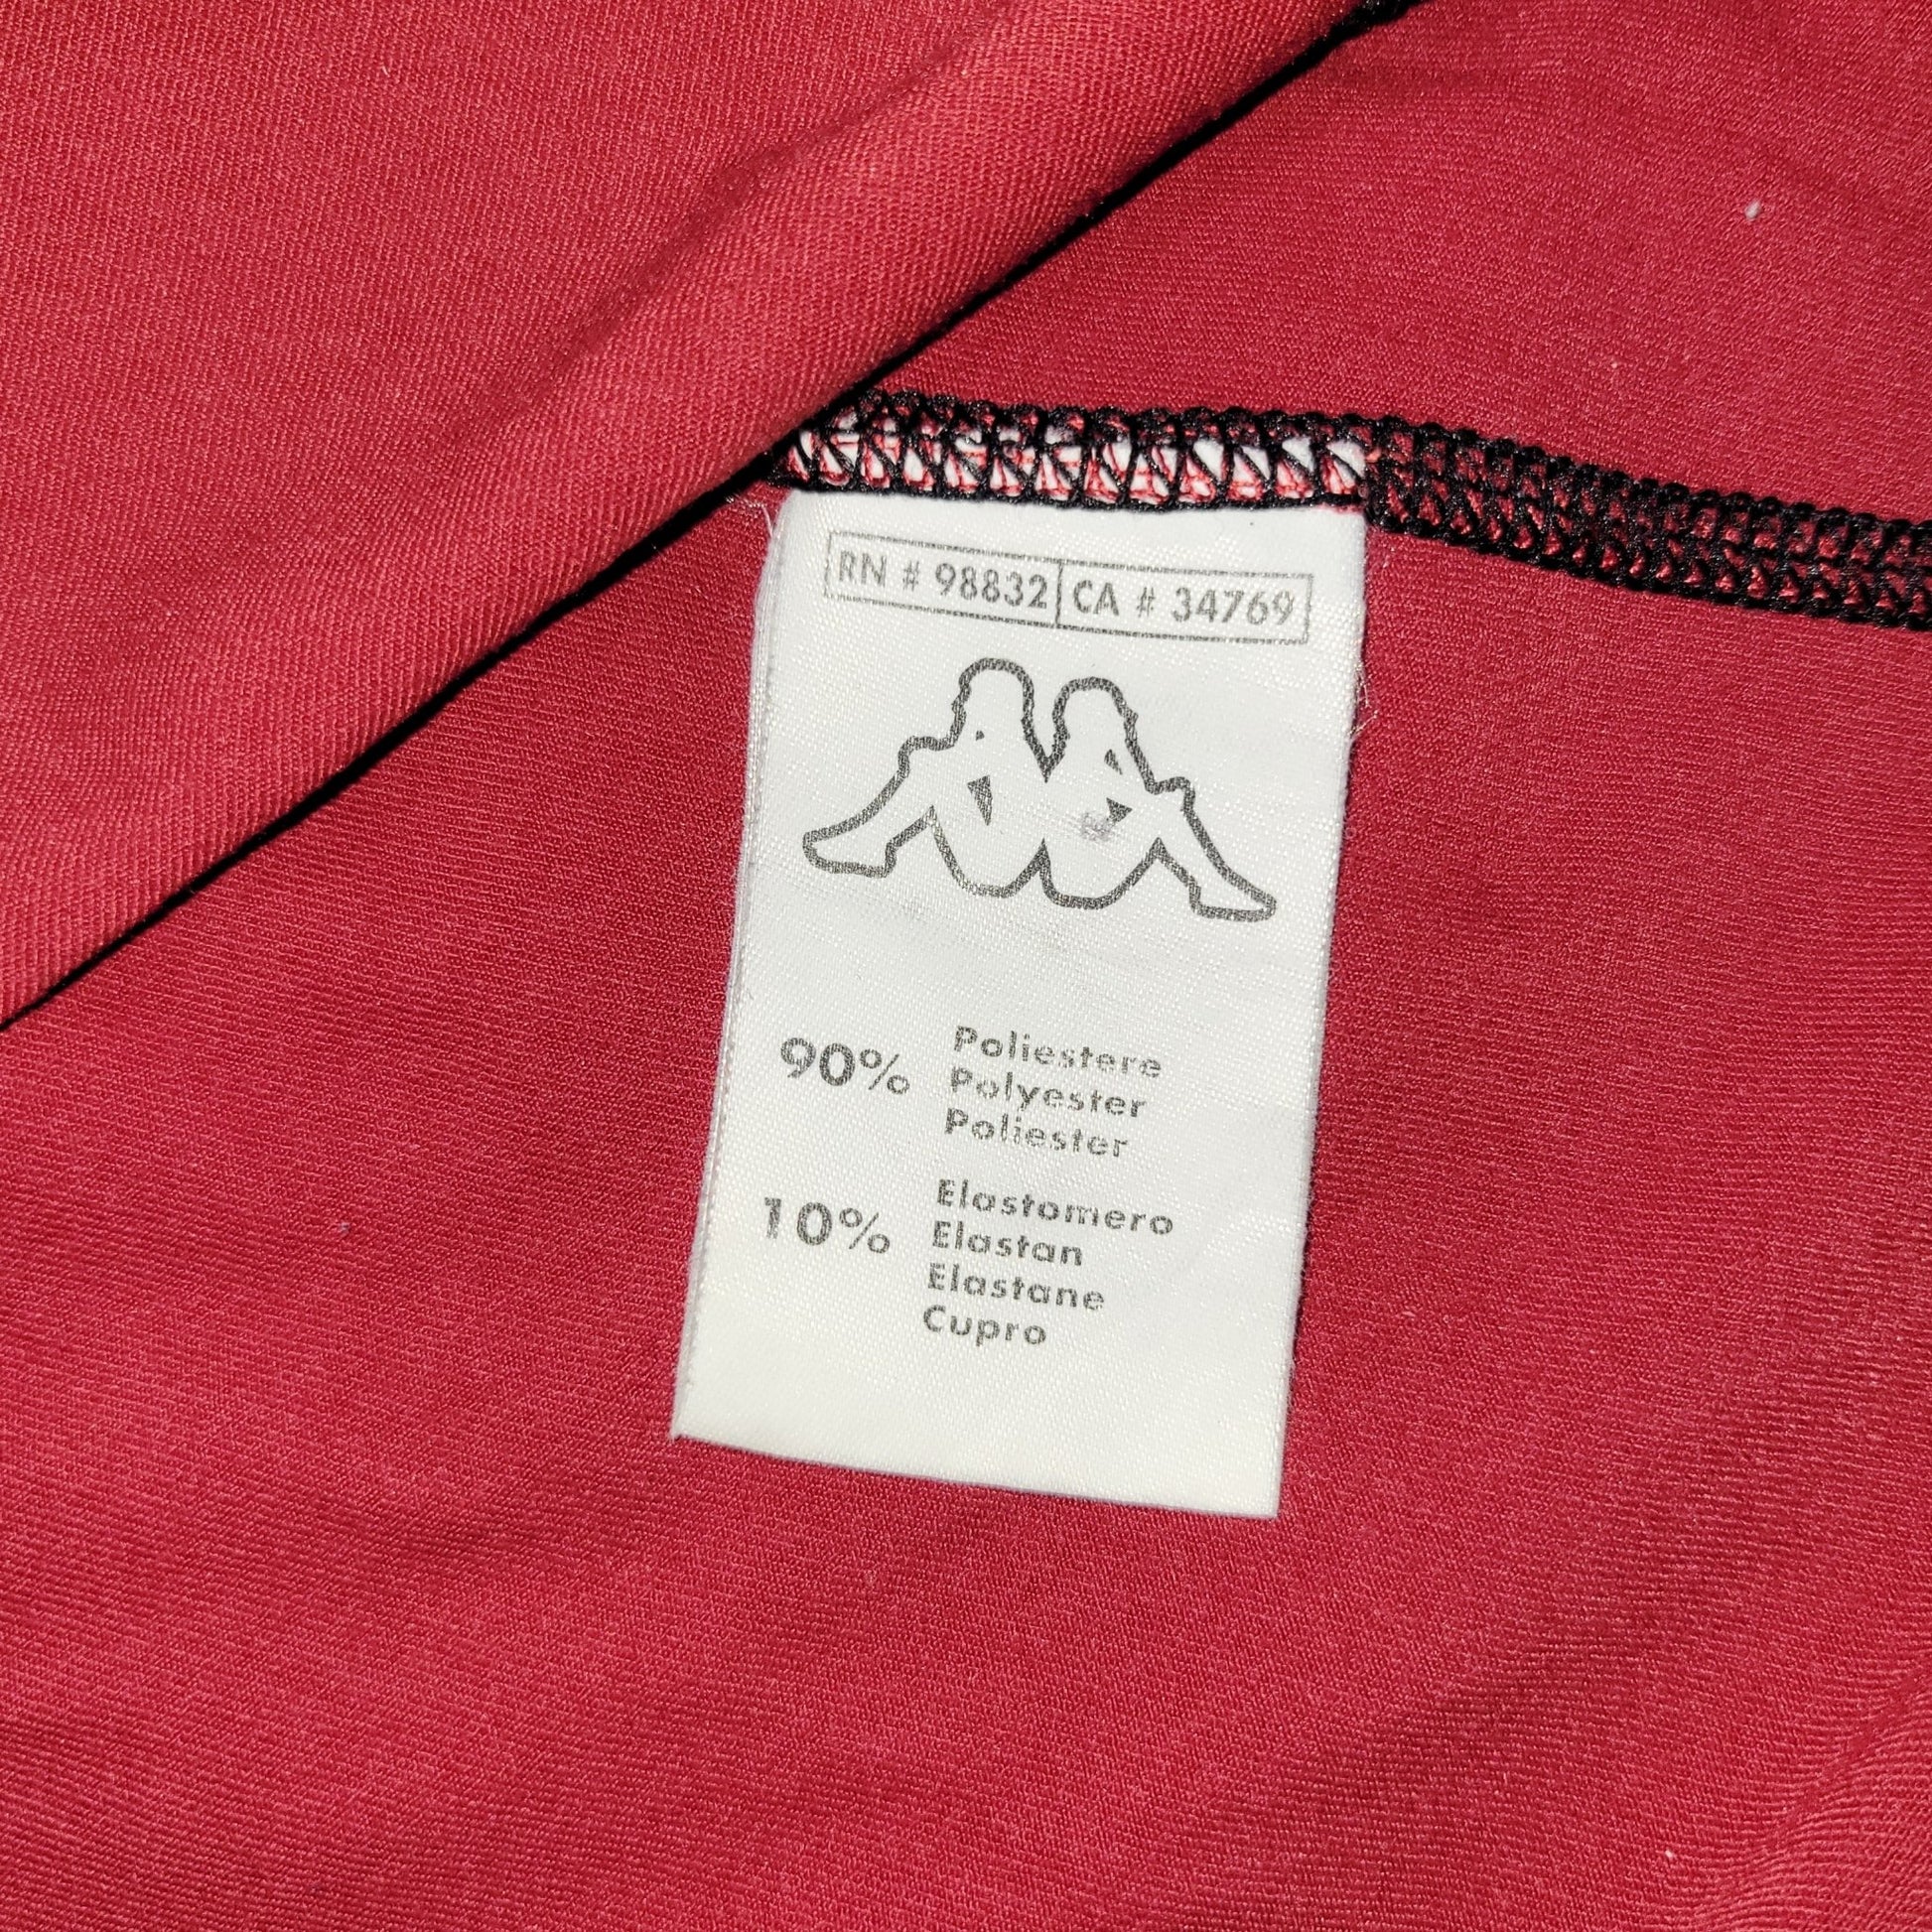 RN # 98832 CA # 34769
90% Poliestere
Polyester
Poliester
10% Elastomero
Elastan
Elastane
Cupro